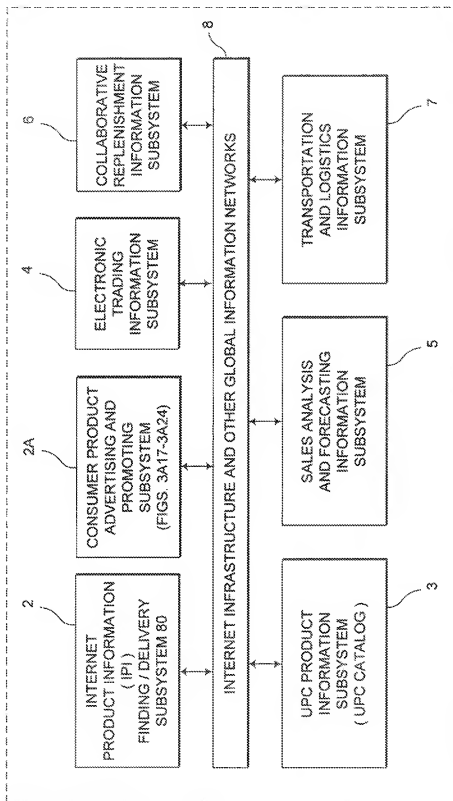 2
INTERNET
PRODUCT INFORMATION
( IPI )
FINDING / DELIVERY
SUBSYSTEM 80
2A
CONSUMER PRODUCT
ADVERTISING AND
PROMOTING
SUBSYSTEM
(FIGS. 3A17-3A24)
4
ELECTRONIC
TRADING
INFORMATION
SUBSYSTEM
6
COLLABORATIVE
REPLENISHMENT
INFORMATION
SUBSYSTEM
INTERNET INFRASTRUCTURE AND OTHER GLOBAL INFORMATION NETWORKS
8
UPC PRODUCT
INFORMATION
SUBSYSTEM
( UPC CATALOG )
3
SALES ANALYSIS
AND FORECASTING
INFORMATION
SUBSYSTEM
5
TRANSPORTATION
AND LOGISTICS
INFORMATION
SUBSYSTEM
7